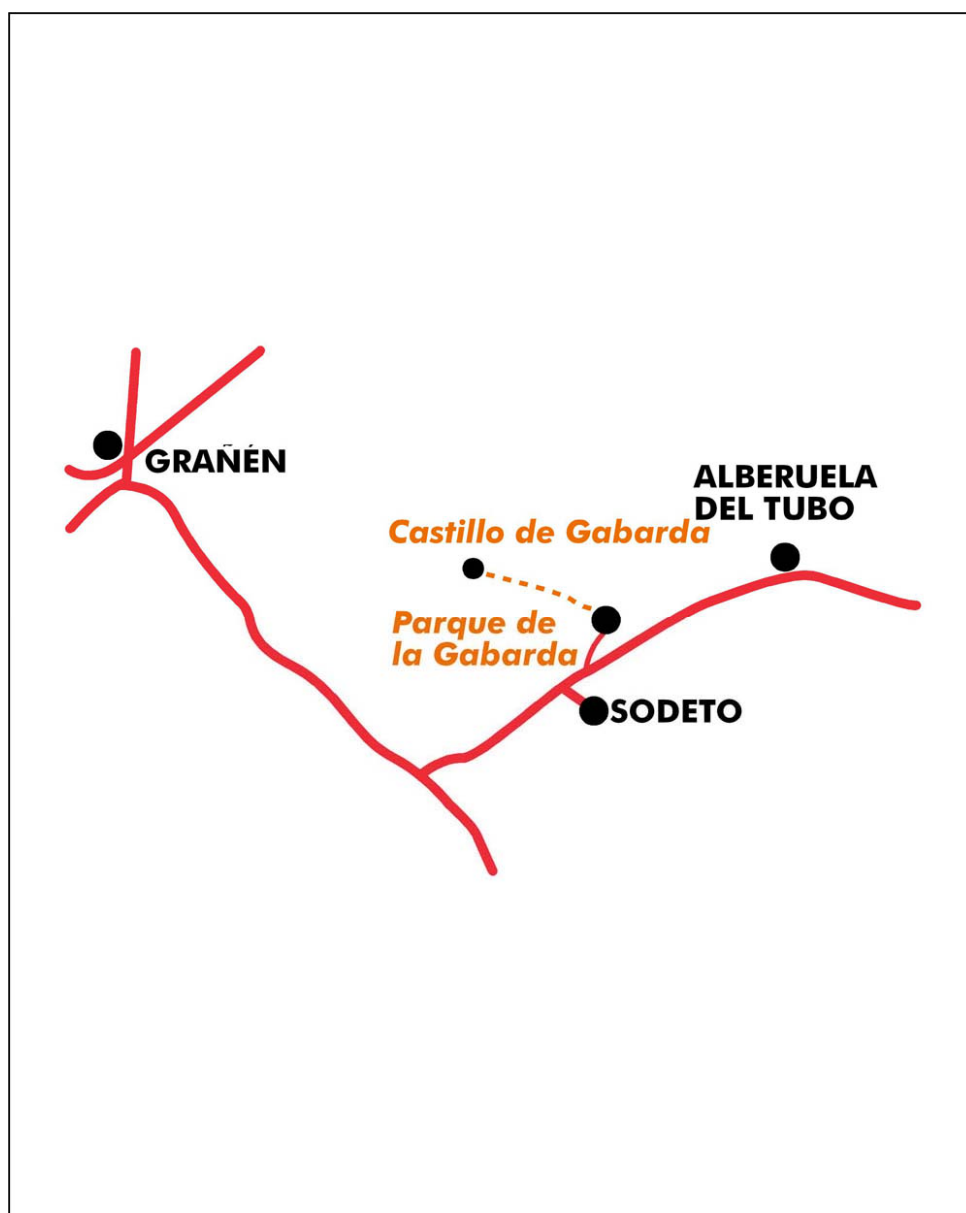 GRAÑÉN
ALBERUELA
DEL TUBO
Castillo de Gabarda
Parque de
la Gabarda
SODETO